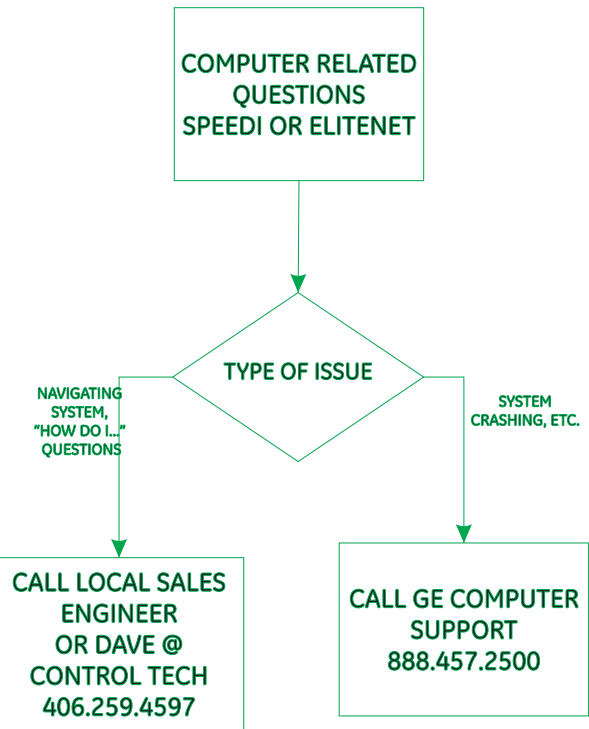 COMPUTER RELATED
QUESTIONS
SPEEDI OR ELITENET
TYPE OF ISSUE
NAVIGATING
SYSTEM,
“HOW DO I...”
QUESTIONS
SYSTEM
CRASHING, ETC.
CALL LOCAL SALES
ENGINEER
OR DAVE @
CONTROL TECH
406.259.4597
CALL GE COMPUTER
SUPPORT
888.457.2500